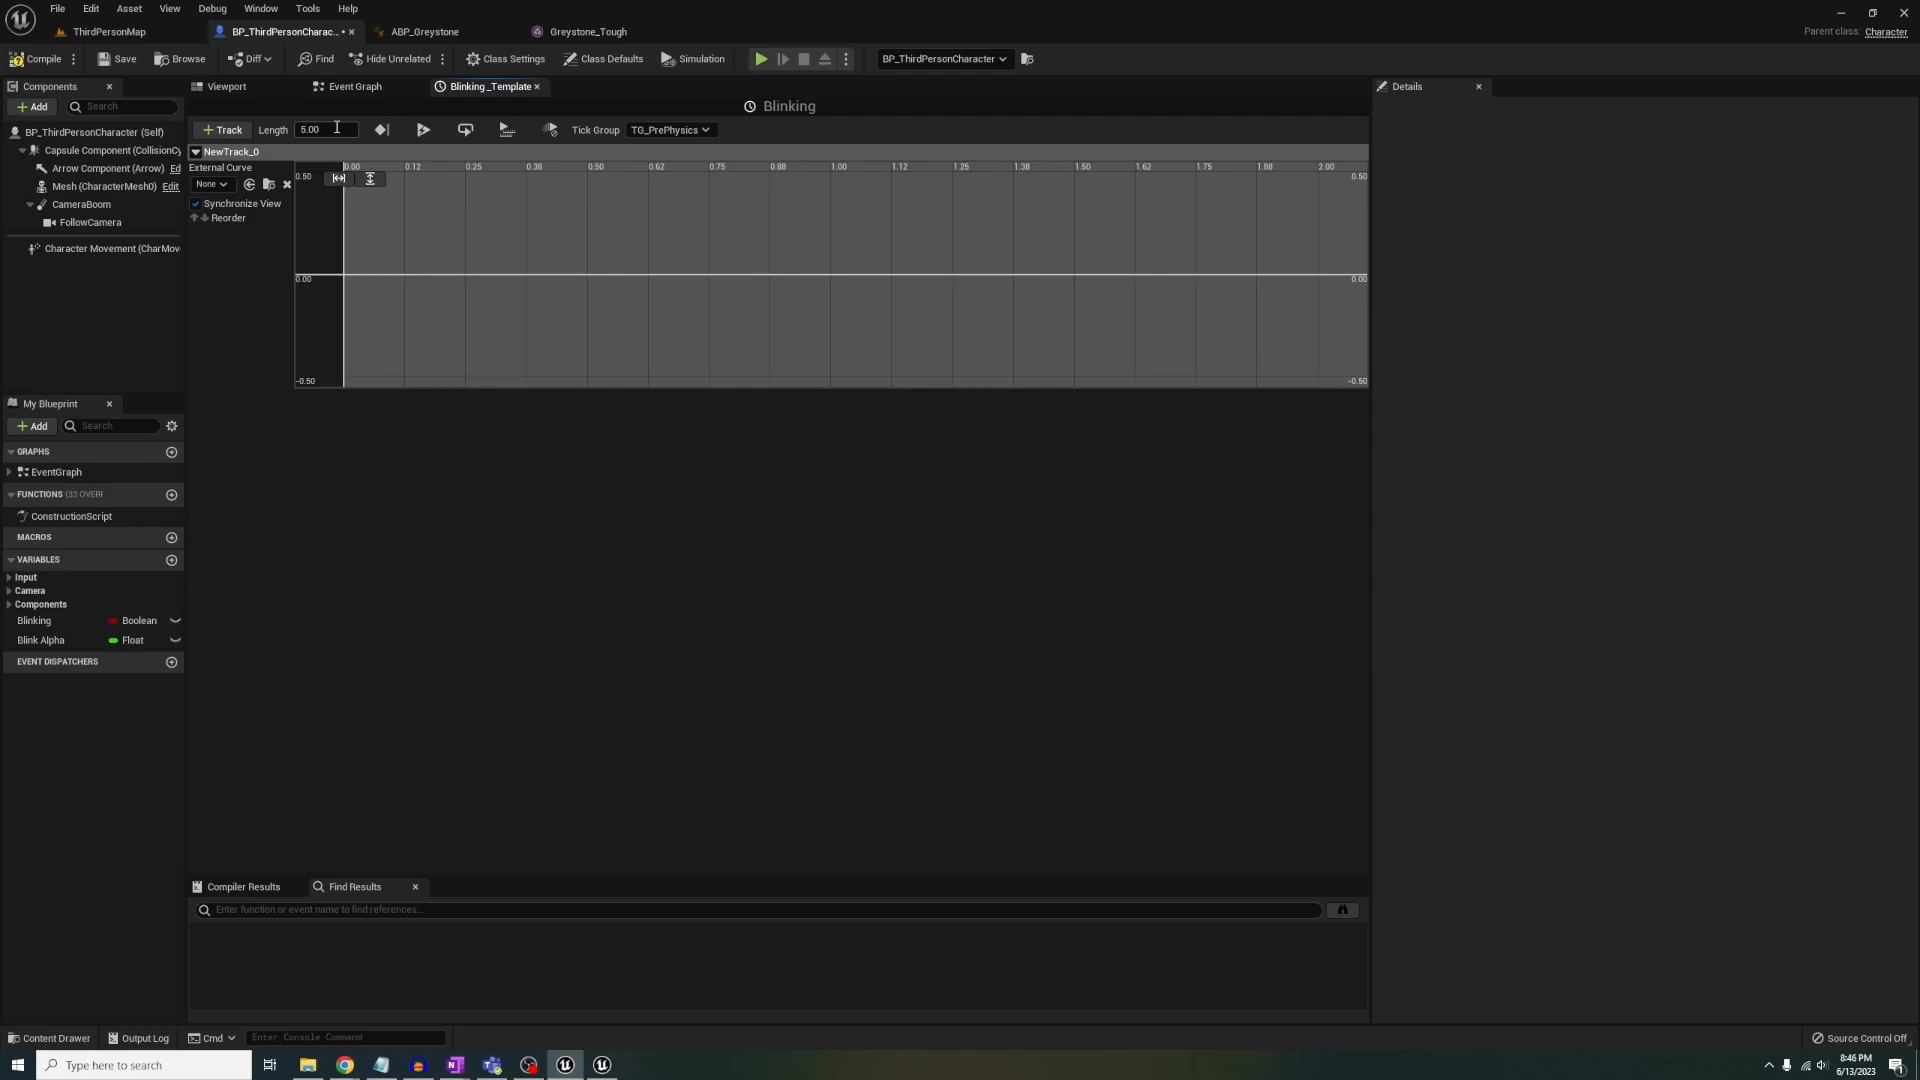 File Edit Asset View Window Debug Window Tools Help
ThirdPersonMap BP_ThirdPersonCharac... • ABP_Greystone Greystone_Tough
Parent class: Character
Compile Save Browse Diff Find Hide Unrelated Class Settings Class Defaults Simulation BP_ThirdPersonCharacter
Components Viewport Event Graph Blinking _Template Details
Add Search Blinking
Track Length 5.00 Tick Group TG_PrePhysics
BP_ThirdPersonCharacter (Self)
Capsule Component (CollisionCy
Arrow Component (Arrow) Ed
Mesh (CharacterMesh0) Edit
CameraBoom
FollowCamera
Character Movement (CharMov
NewTrack_0
External Curve
None
Synchronize View
Reorder
0.00 0.12 0.25 0.38 0.50 0.62 0.75 0.88 1.00 1.12 1.25 1.38 1.50 1.62 1.75 1.88 2.00
0.50 0.50
0.00 0.00
-0.50 -0.50
My Blueprint
Add Search
GRAPHS
EventGraph
FUNCTIONS (33 OVERR
ConstructionScript
MACROS
VARIABLES
Input
Camera
Components
Blinking Boolean
Blink Alpha Float
EVENT DISPATCHERS
Compiler Results Find Results
Enter function or event name to find references...
Content Drawer Output Log Cmd Enter Console Command Source Control Off
Type here to search
8:46 PM
6/13/2023